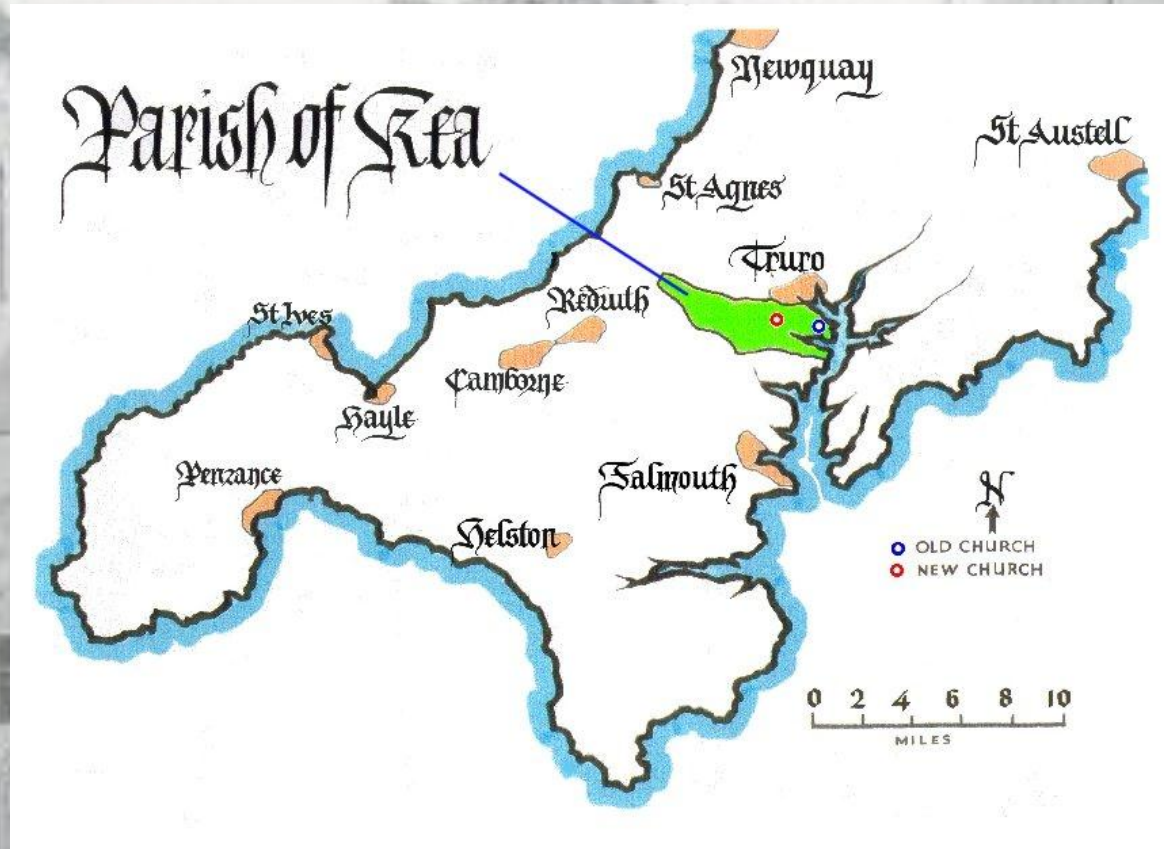 Parish of Kea
Newquay
St Austell
St Agnes
Truro
Redruth
St Ives
Camborne
Hayle
Penzance
Falmouth
Helston
N
OLD CHURCH
NEW CHURCH
0 2 4 6 8 10
MILES